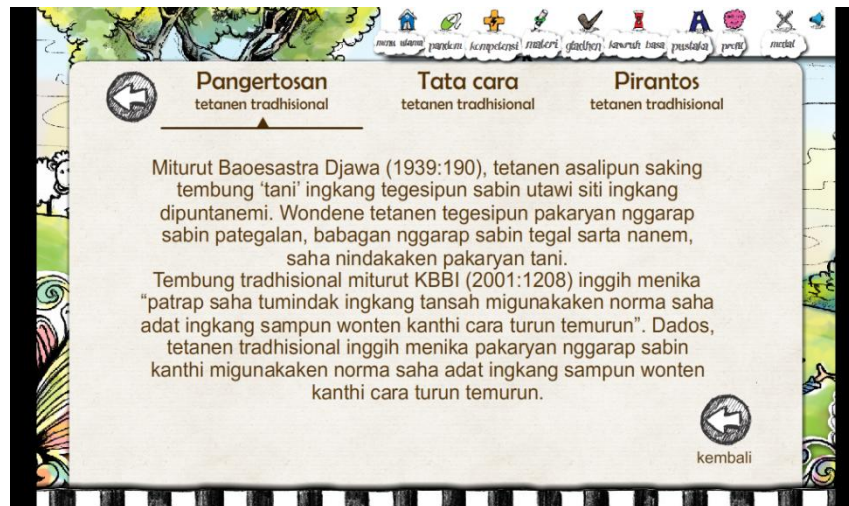 menu utama pandom kompetensi materi gladhen kawruh basa pustaka profil medal
Pangertosan
tetanen tradhisional
Tata cara
tetanen tradhisional
Pirantos
tetanen tradhisional
Miturut Baoesastra Djawa (1939:190), tetanen asalipun saking
tembung ‘tani’ ingkang tegesipun sabin utawi siti ingkang
dipuntanemi. Wondene tetanen tegesipun pakaryan nggarap
sabin pategalan, babagan nggarap sabin tegal sarta nanem,
saha nindakaken pakaryan tani.
Tembung tradhisional miturut KBBI (2001:1208) inggih menika
“patrap saha tumindak ingkang tansah migunakaken norma saha
adat ingkang sampun wonten kanthi cara turun temurun”. Dados,
tetanen tradhisional inggih menika pakaryan nggarap sabin
kanthi migunakaken norma saha adat ingkang sampun wonten
kanthi cara turun temurun.
kembali